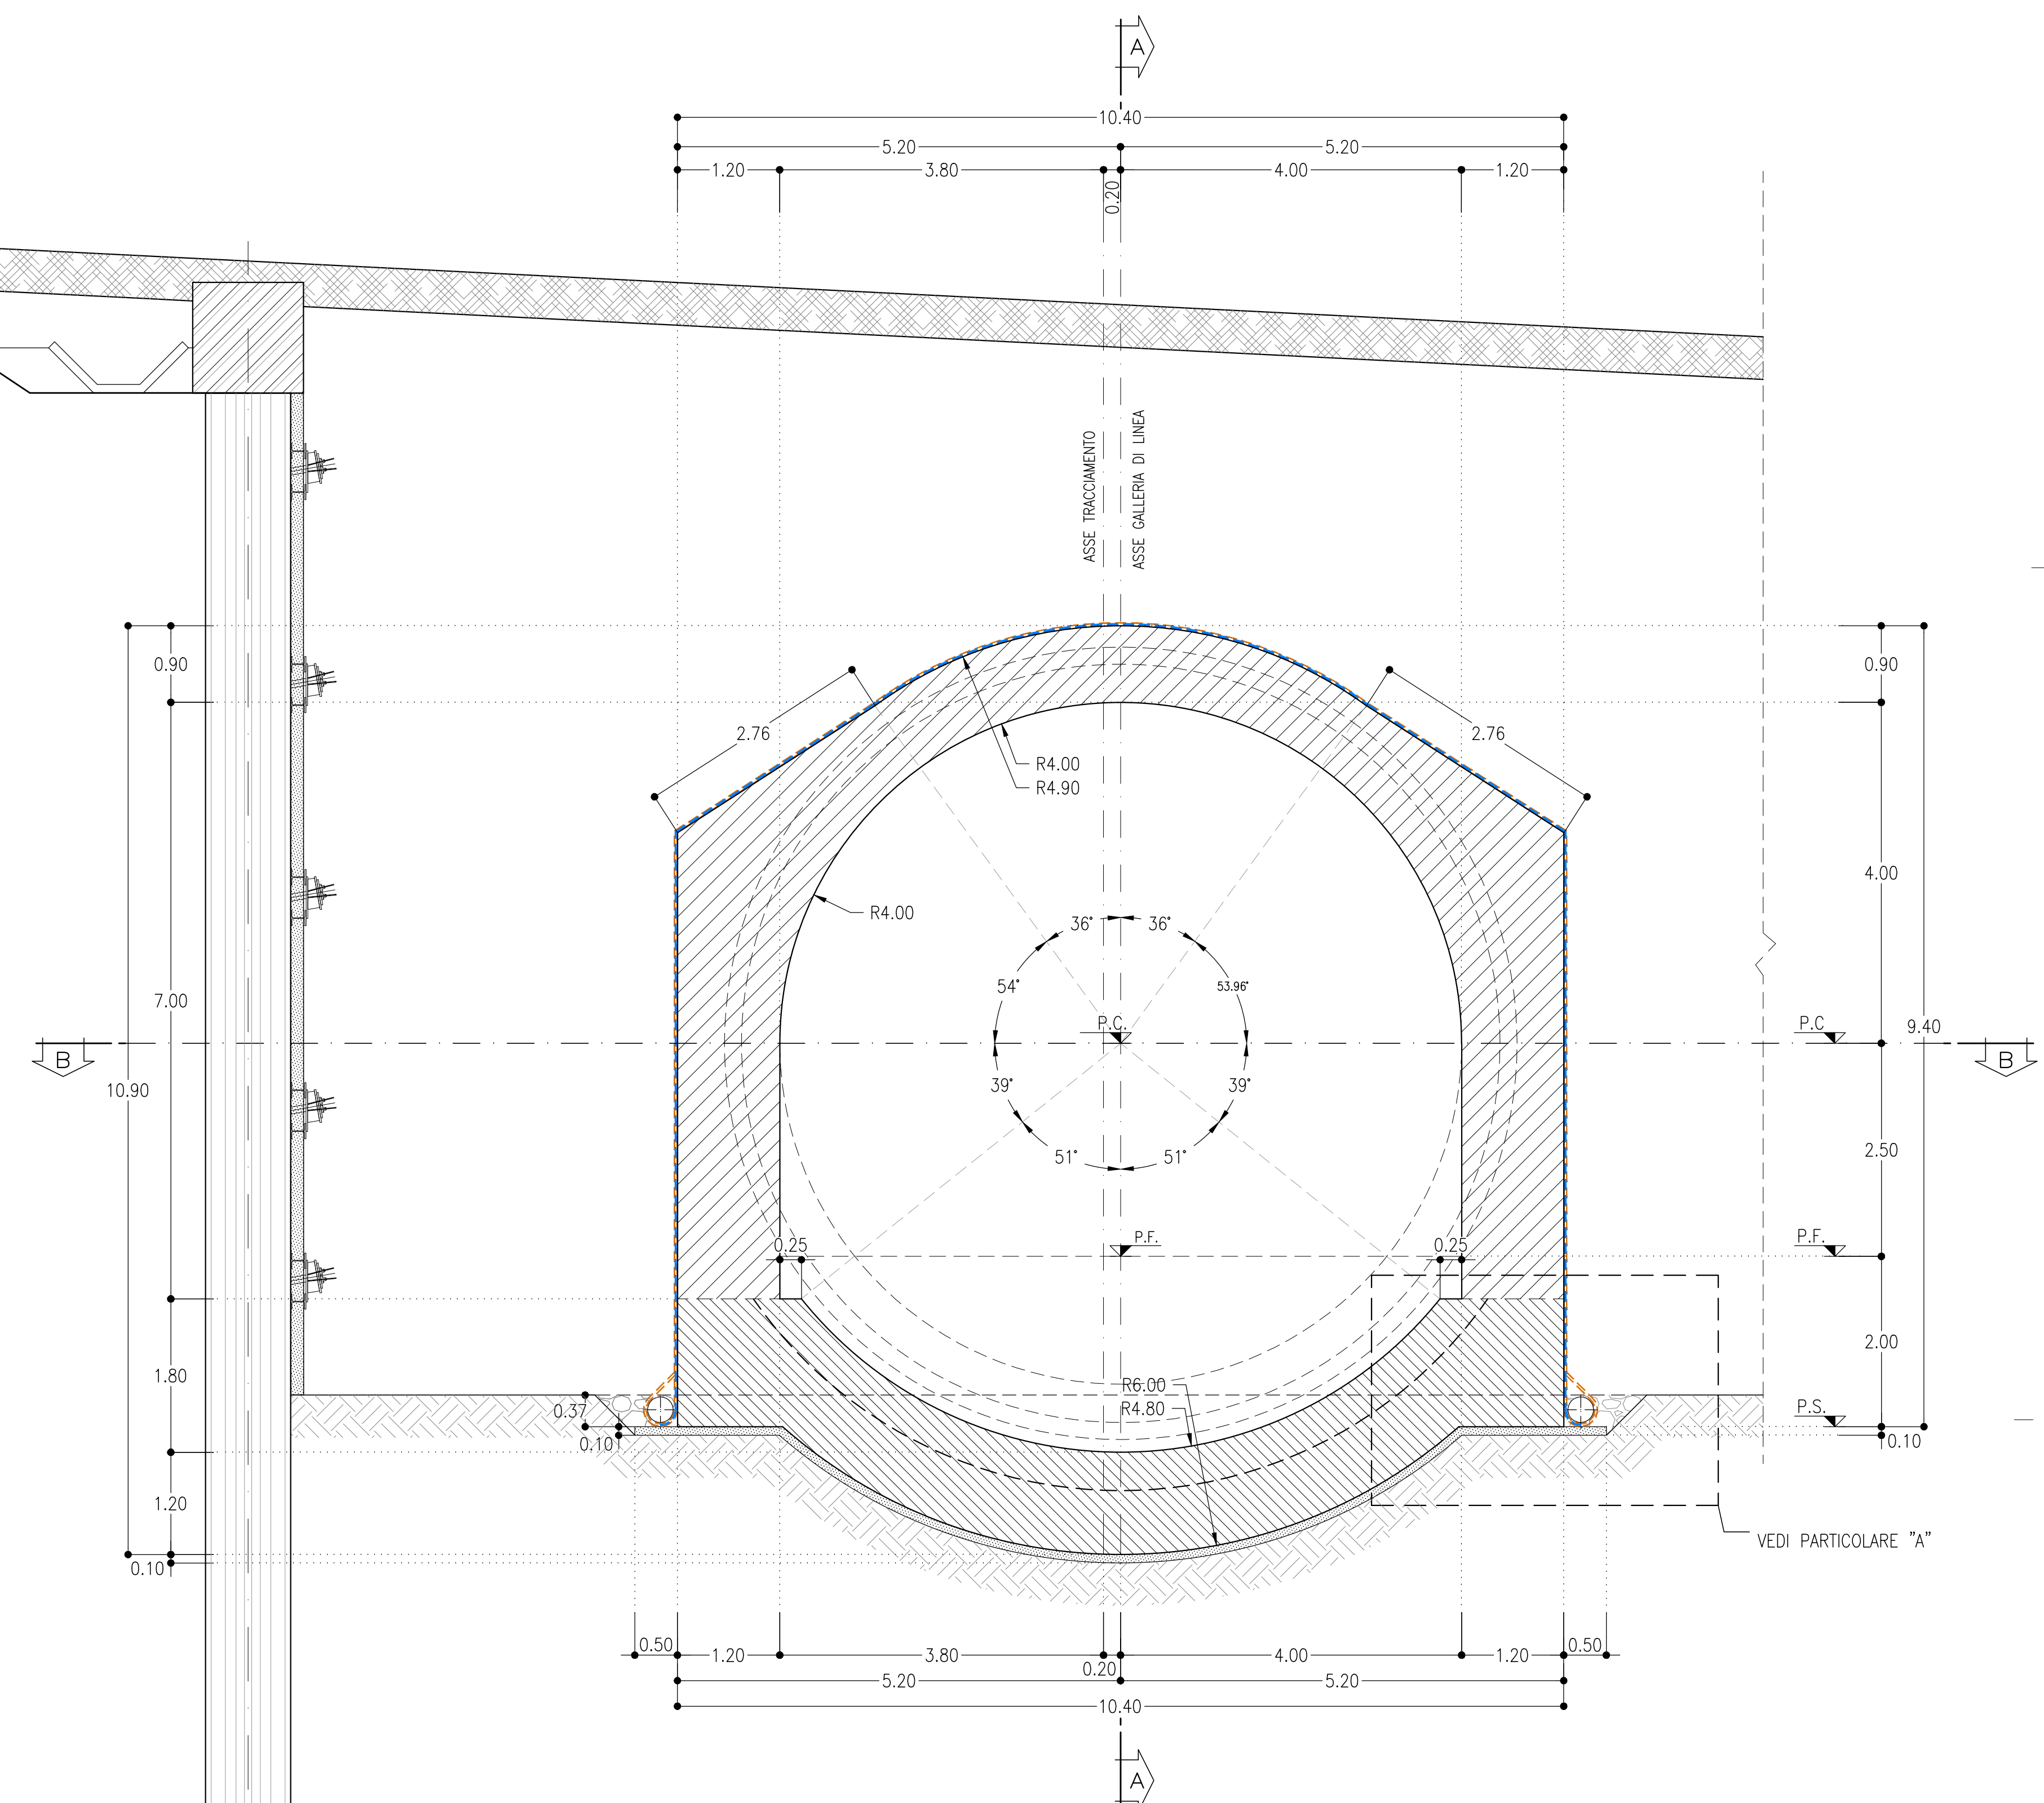 A
10.40
5.20 5.20
1.20 3.80 0.20 4.00 1.20
ASSE TRACCIAMENTO
ASSE GALLERIA DI LINEA
0.90 0.90
2.76 2.76
R4.00
R4.90
4.00
R4.00
36° 36°
54° 53.96°
7.00
P.C. P.C
9.40
B B
10.90
39° 39°
51° 51°
2.50
P.F. P.F.
0.25 0.25
2.00
1.80
R6.00
R4.80
0.37
P.S.
0.10 0.10
1.20
VEDI PARTICOLARE "A"
0.10
0.50 1.20 3.80 0.20 4.00 1.20 0.50
5.20 5.20
10.40
A